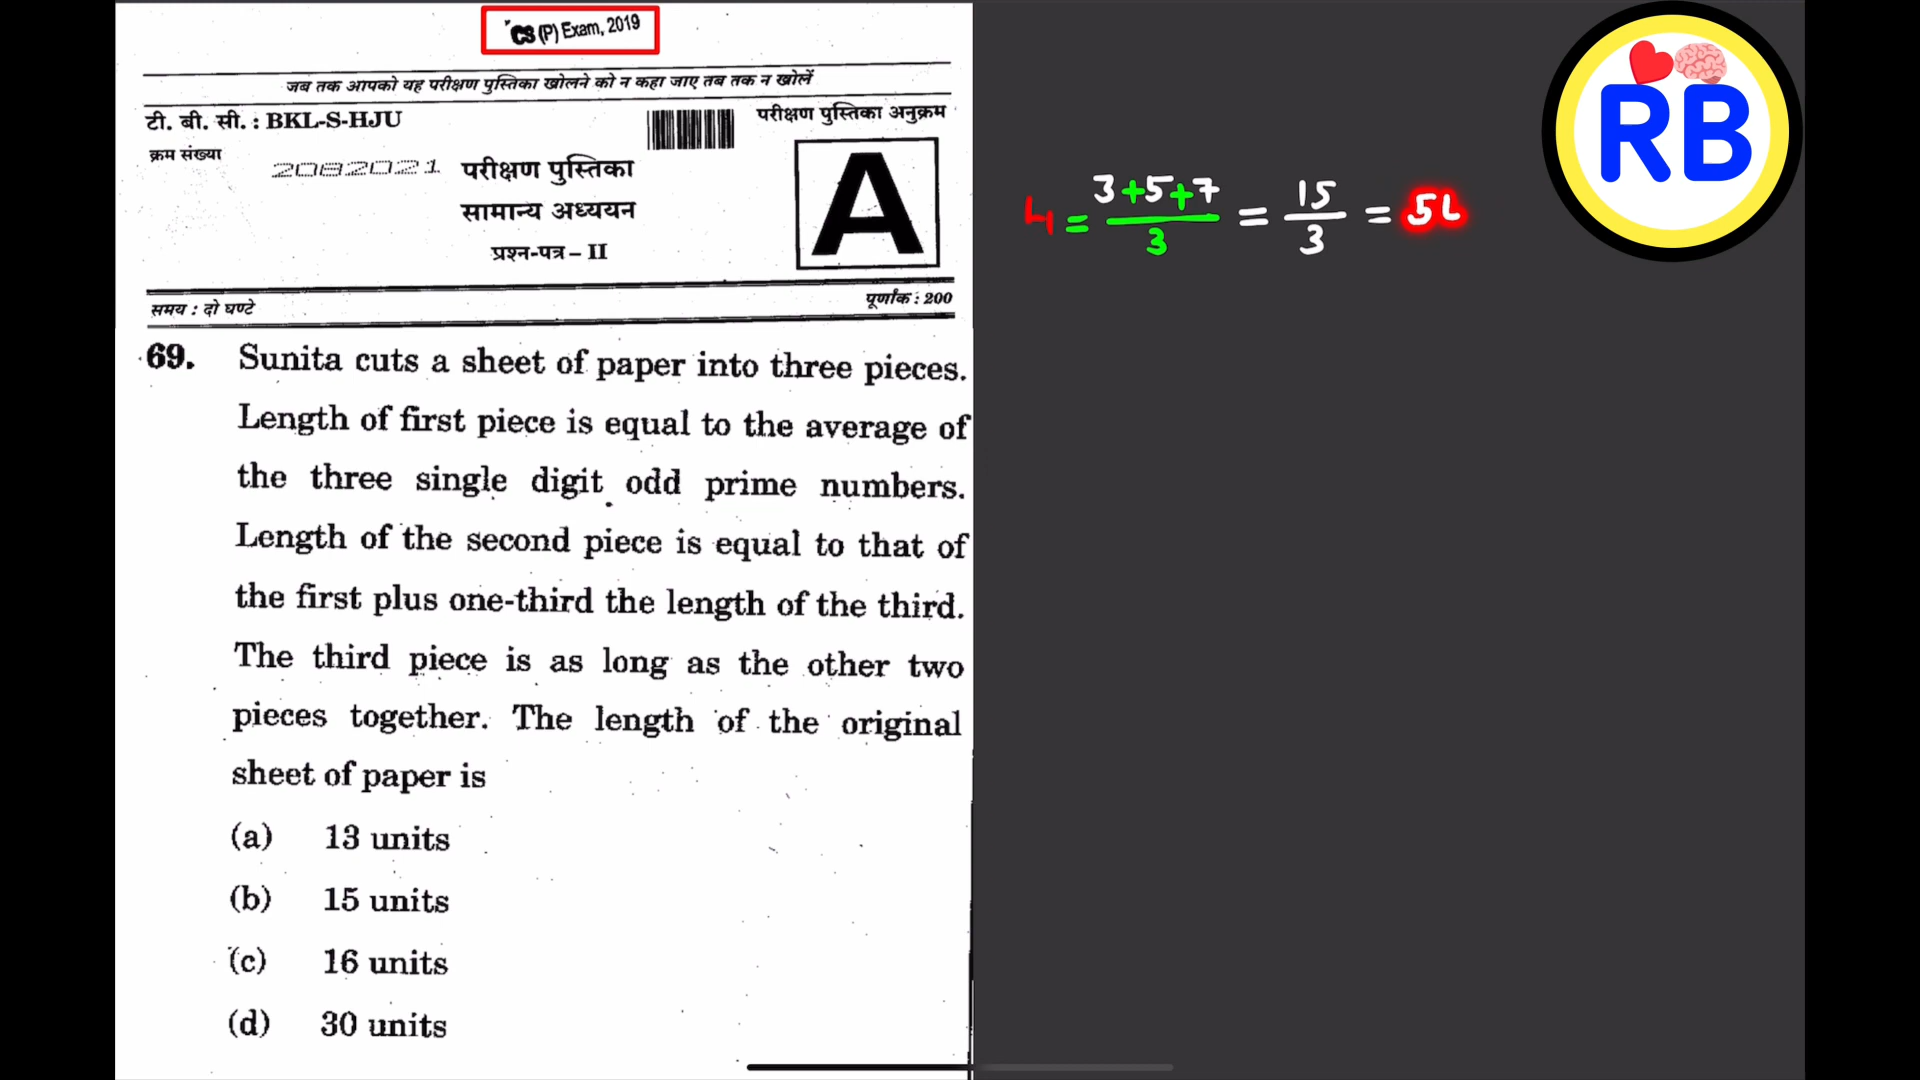 CS (P) Exam, 2019
जब तक आपको यह परीक्षण पुस्तिका खोलने को न कहा जाए तब तक न खोलें
टी. बी. सी. : BKL-S-HJU
परीक्षण पुस्तिका अनुक्रम
क्रम संख्या
2082021
परीक्षण पुस्तिका
सामान्य अध्ययन
प्रश्न-पत्र – II
A
समय : दो घण्टे
पूर्णांक : 200
69. Sunita cuts a sheet of paper into three pieces.
Length of first piece is equal to the average of
the three single digit odd prime numbers.
Length of the second piece is equal to that of
the first plus one-third the length of the third.
The third piece is as long as the other two
pieces together. The length of the original
sheet of paper is
(a) 13 units
(b) 15 units
(c) 16 units
(d) 30 units
= 3+5+7 / 3 = 15 / 3 = 5
RB